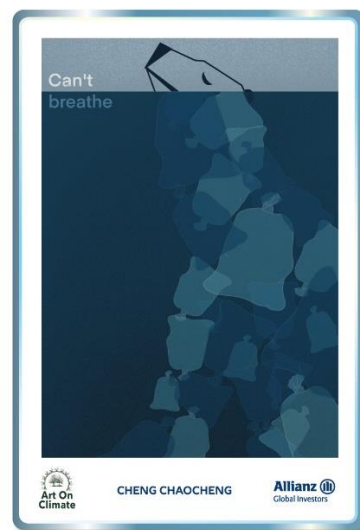 Can't
breathe
Art On
Climate
CHENG CHAOCHENG
Allianz
Global Investors